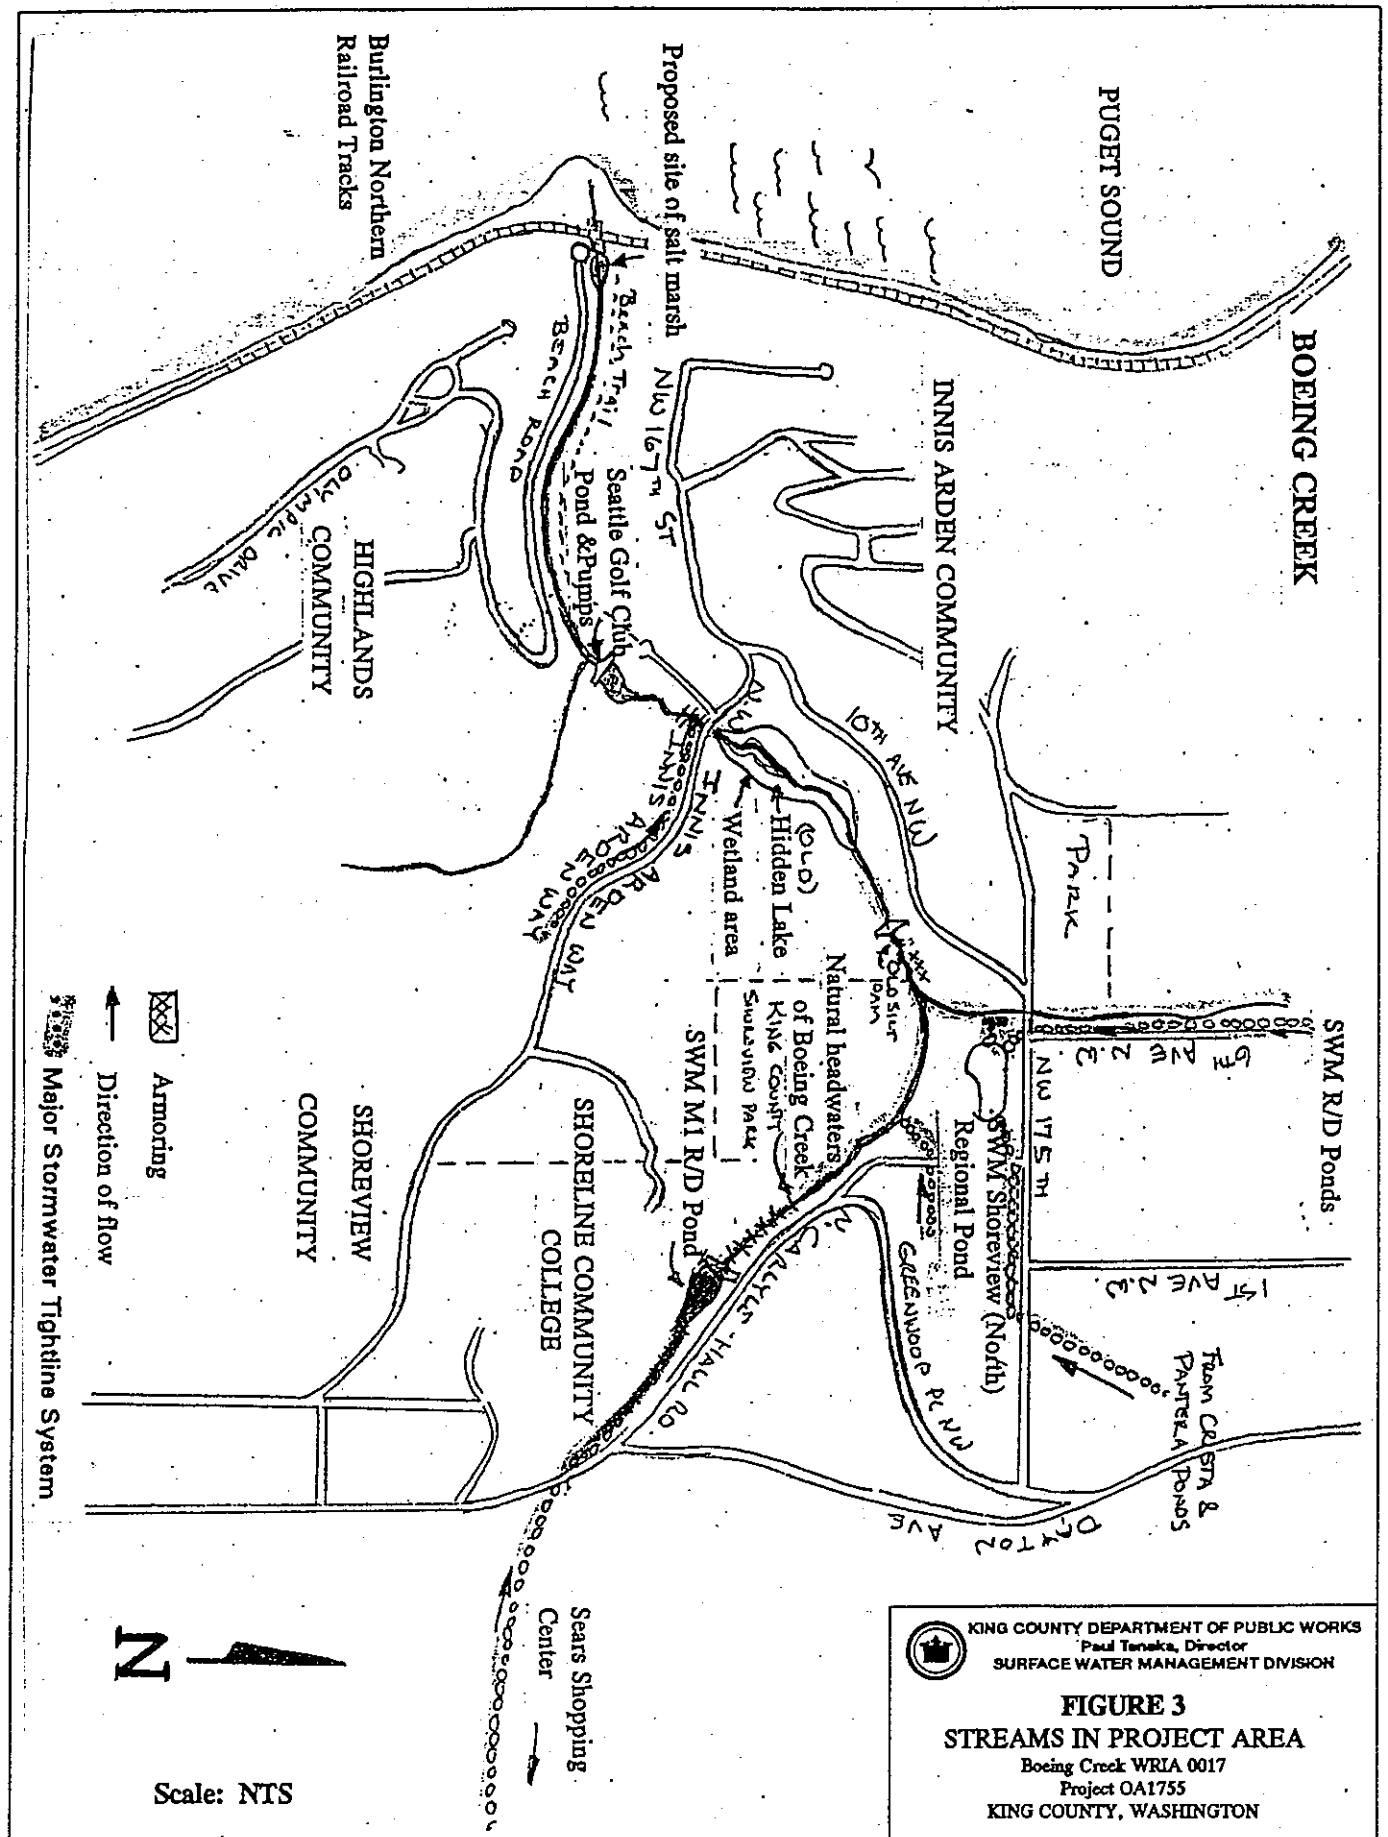 BOEING CREEK
PUGET SOUND
Burlington Northern
Railroad Tracks
Proposed site of salt marsh
INNIS ARDEN COMMUNITY
NW 167TH ST
Beach Trail
BEACH ROAD
Seattle Golf Club
Pond &Pumps
OLYMPIC DRIVE
HIGHLANDS
COMMUNITY
10TH AVE NW
PARK
SWM R/D Ponds
6TH AVE N.E.
NW 175TH
1ST AVE N.E.
From CRISTA &
PANTERA PONDS
SWM Shoreview (North)
Regional Pond
GREENWOOD PL NW
DAYTON AVE
N. CARLYLE-HALL RD.
(OLD)
Hidden Lake
Wetland area
OLD SILT
DAM
Natural headwaters
of Boeing Creek
KING COUNTY
SHOREVIEW PARK
SWM M1 R/D Pond
INNIS ARDEN WAY
N. INNIS ARDEN WAY
SHORELINE COMMUNITY
COLLEGE
SHOREVIEW
COMMUNITY
Sears Shopping
Center
Armoring
Direction of flow
Major Stormwater Tightline System
N
Scale: NTS
KING COUNTY DEPARTMENT OF PUBLIC WORKS
Paul Tanaka, Director
SURFACE WATER MANAGEMENT DIVISION
FIGURE 3
STREAMS IN PROJECT AREA
Boeing Creek WRIA 0017
Project OA1755
KING COUNTY, WASHINGTON